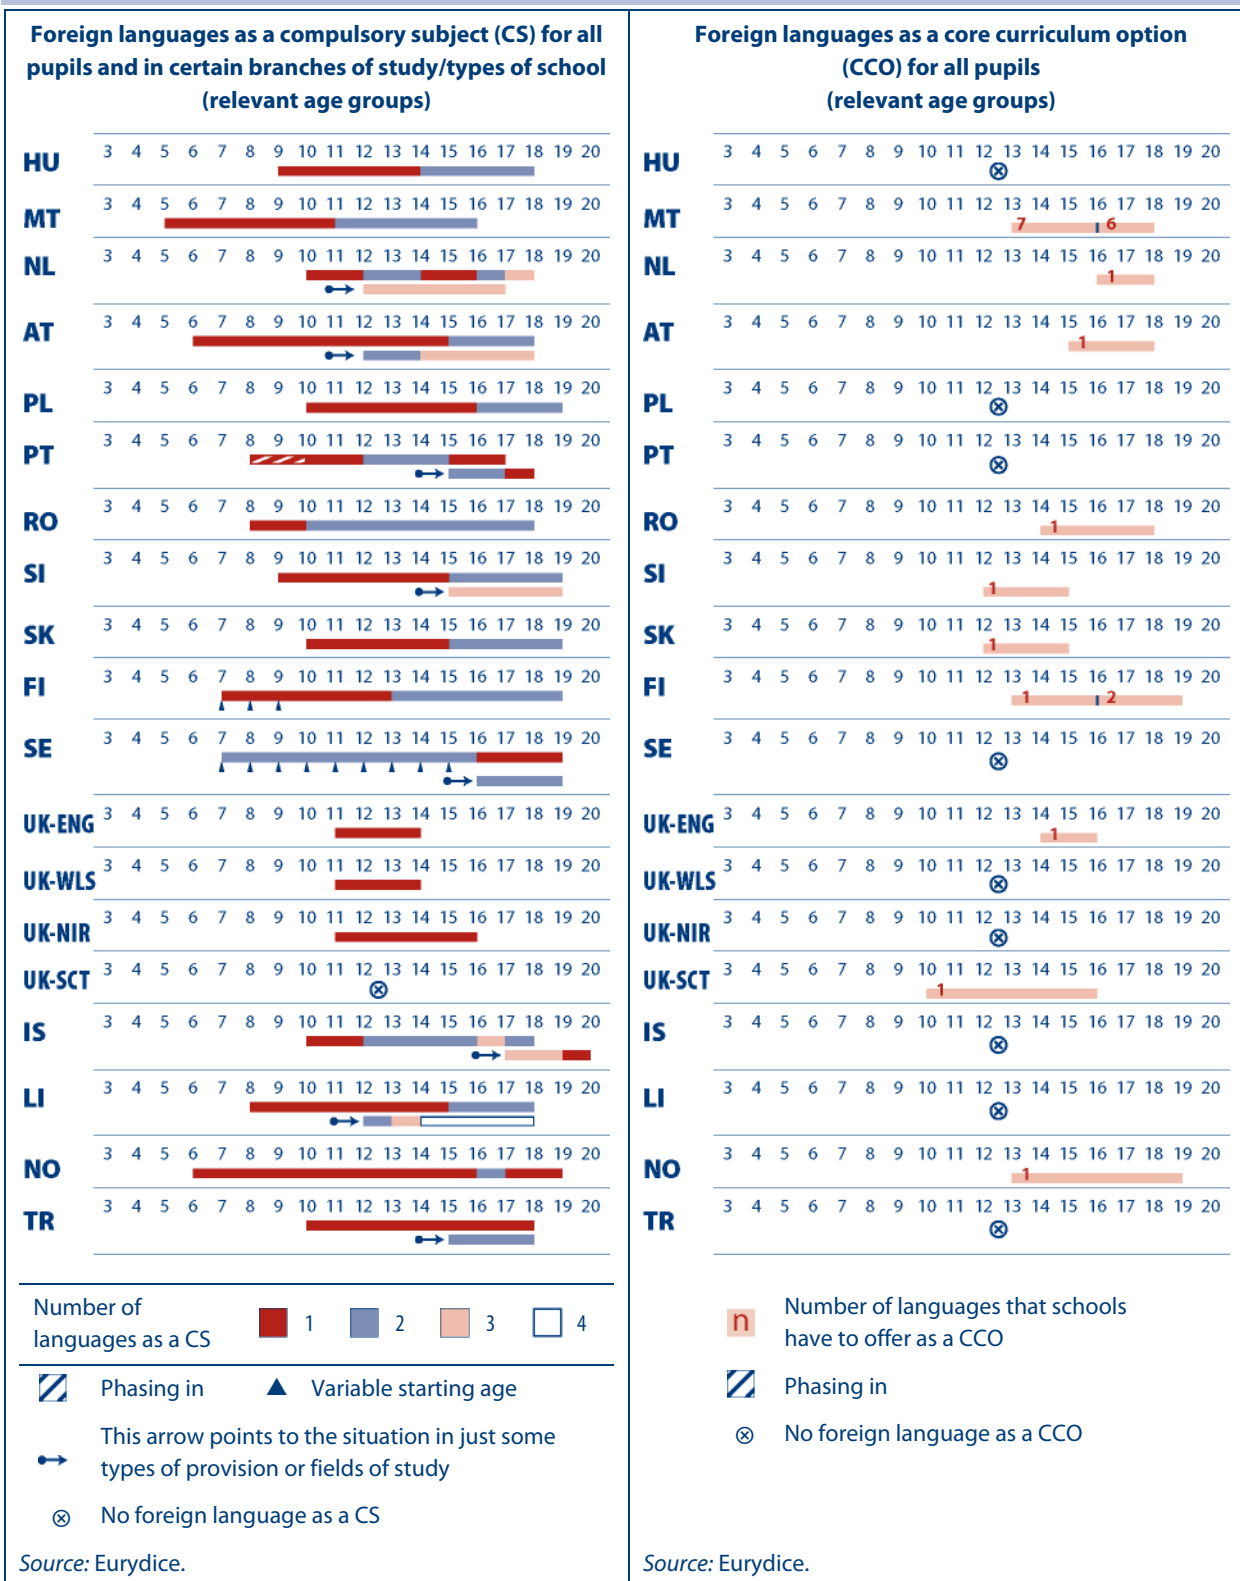 Foreign languages as a compulsory subject (CS) for all
pupils and in certain branches of study/types of school
(relevant age groups)
HU 3 4 5 6 7 8 9 10 11 12 13 14 15 16 17 18 19 20
MT 3 4 5 6 7 8 9 10 11 12 13 14 15 16 17 18 19 20
NL 3 4 5 6 7 8 9 10 11 12 13 14 15 16 17 18 19 20
AT 3 4 5 6 7 8 9 10 11 12 13 14 15 16 17 18 19 20
PL 3 4 5 6 7 8 9 10 11 12 13 14 15 16 17 18 19 20
PT 3 4 5 6 7 8 9 10 11 12 13 14 15 16 17 18 19 20
RO 3 4 5 6 7 8 9 10 11 12 13 14 15 16 17 18 19 20
SI 3 4 5 6 7 8 9 10 11 12 13 14 15 16 17 18 19 20
SK 3 4 5 6 7 8 9 10 11 12 13 14 15 16 17 18 19 20
FI 3 4 5 6 7 8 9 10 11 12 13 14 15 16 17 18 19 20
SE 3 4 5 6 7 8 9 10 11 12 13 14 15 16 17 18 19 20
UK-ENG 3 4 5 6 7 8 9 10 11 12 13 14 15 16 17 18 19 20
UK-WLS 3 4 5 6 7 8 9 10 11 12 13 14 15 16 17 18 19 20
UK-NIR 3 4 5 6 7 8 9 10 11 12 13 14 15 16 17 18 19 20
UK-SCT 3 4 5 6 7 8 9 10 11 12 13 14 15 16 17 18 19 20
IS 3 4 5 6 7 8 9 10 11 12 13 14 15 16 17 18 19 20
LI 3 4 5 6 7 8 9 10 11 12 13 14 15 16 17 18 19 20
NO 3 4 5 6 7 8 9 10 11 12 13 14 15 16 17 18 19 20
TR 3 4 5 6 7 8 9 10 11 12 13 14 15 16 17 18 19 20
Number of
languages as a CS
1 2 3 4
Phasing in
Variable starting age
This arrow points to the situation in just some
types of provision or fields of study
No foreign language as a CS
Source: Eurydice.
Foreign languages as a core curriculum option
(CCO) for all pupils
(relevant age groups)
HU 3 4 5 6 7 8 9 10 11 12 13 14 15 16 17 18 19 20
MT 3 4 5 6 7 8 9 10 11 12 13 14 15 16 17 18 19 20
7 6
NL 3 4 5 6 7 8 9 10 11 12 13 14 15 16 17 18 19 20
1
AT 3 4 5 6 7 8 9 10 11 12 13 14 15 16 17 18 19 20
1
PL 3 4 5 6 7 8 9 10 11 12 13 14 15 16 17 18 19 20
PT 3 4 5 6 7 8 9 10 11 12 13 14 15 16 17 18 19 20
RO 3 4 5 6 7 8 9 10 11 12 13 14 15 16 17 18 19 20
1
SI 3 4 5 6 7 8 9 10 11 12 13 14 15 16 17 18 19 20
1
SK 3 4 5 6 7 8 9 10 11 12 13 14 15 16 17 18 19 20
1
FI 3 4 5 6 7 8 9 10 11 12 13 14 15 16 17 18 19 20
1 2
SE 3 4 5 6 7 8 9 10 11 12 13 14 15 16 17 18 19 20
UK-ENG 3 4 5 6 7 8 9 10 11 12 13 14 15 16 17 18 19 20
1
UK-WLS 3 4 5 6 7 8 9 10 11 12 13 14 15 16 17 18 19 20
UK-NIR 3 4 5 6 7 8 9 10 11 12 13 14 15 16 17 18 19 20
UK-SCT 3 4 5 6 7 8 9 10 11 12 13 14 15 16 17 18 19 20
1
IS 3 4 5 6 7 8 9 10 11 12 13 14 15 16 17 18 19 20
LI 3 4 5 6 7 8 9 10 11 12 13 14 15 16 17 18 19 20
NO 3 4 5 6 7 8 9 10 11 12 13 14 15 16 17 18 19 20
1
TR 3 4 5 6 7 8 9 10 11 12 13 14 15 16 17 18 19 20
n
Number of languages that schools
have to offer as a CCO
Phasing in
No foreign language as a CCO
Source: Eurydice.